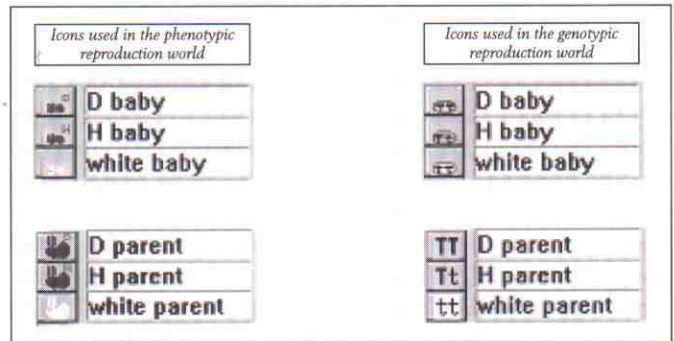 Icons used in the phenotypic
reproduction world
D baby
H baby
white baby
D parent
H parent
white parent
Icons used in the genotypic
reproduction world
D baby
H baby
white baby
TT D parent
Tt H parent
tt white parent